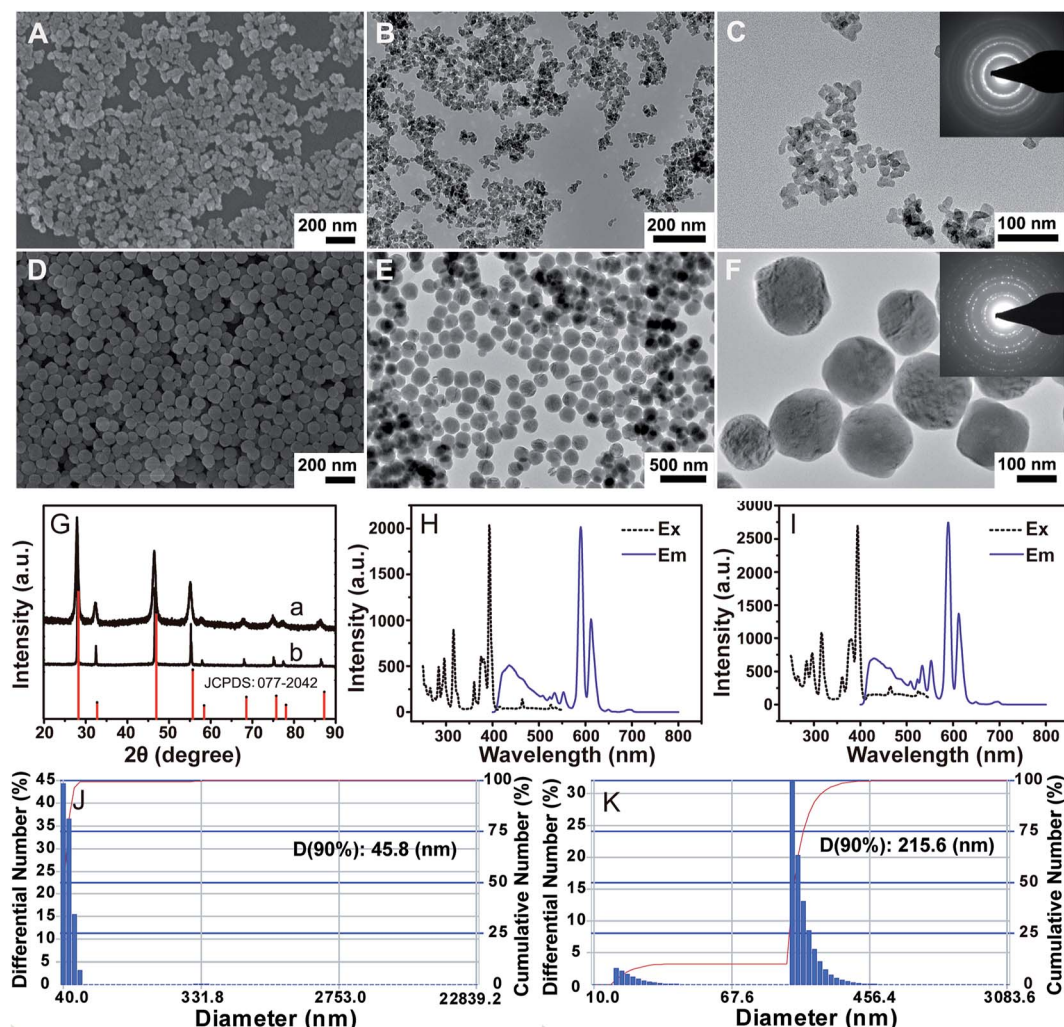 A
200 nm
B
200 nm
C
100 nm
D
200 nm
E
500 nm
F
100 nm
G
Intensity (a.u.)
a
b
JCPDS: 077-2042
20 30 40 50 60 70 80 90
2θ (degree)
H
Ex
Em
Intensity (a.u.)
2000
1500
1000
500
0
300 400 500 600 700 800
Wavelength (nm)
I
Ex
Em
Intensity (a.u.)
3000
2500
2000
1500
1000
500
0
300 400 500 600 700 800
Wavelength (nm)
J
Differential Number (%)
45
40
35
30
25
20
15
10
5
0
D(90%): 45.8 (nm)
100
75
50
25
0
Cumulative Number (%)
40.0 331.8 2753.0 22839.2
Diameter (nm)
K
Differential Number (%)
30
25
20
15
10
5
0
D(90%): 215.6 (nm)
100
75
50
25
0
Cumulative Number (%)
10.0 67.6 456.4 3083.6
Diameter (nm)